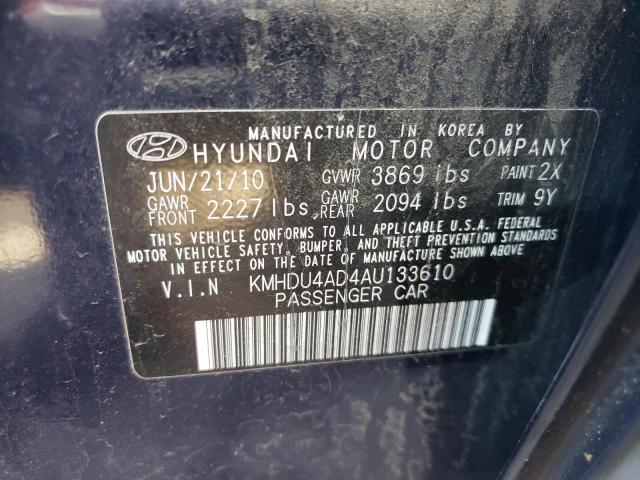 MANUFACTURED IN KOREA BY
HYUNDAI MOTOR COMPANY
JUN/21/10 GVWR 3869 lbs PAINT 2X
GAWR FRONT 2227 lbs, GAWR REAR 2094 lbs TRIM 9Y
THIS VEHICLE CONFORMS TO ALL APPLICABLE U.S.A. FEDERAL
MOTOR VEHICLE SAFETY, BUMPER, AND THEFT PREVENTION STANDARDS
IN EFFECT ON THE DATE OF MANUFACTURE SHOWN ABOVE.
V.I.N KMHDU4AD4AU133610
PASSENGER CAR